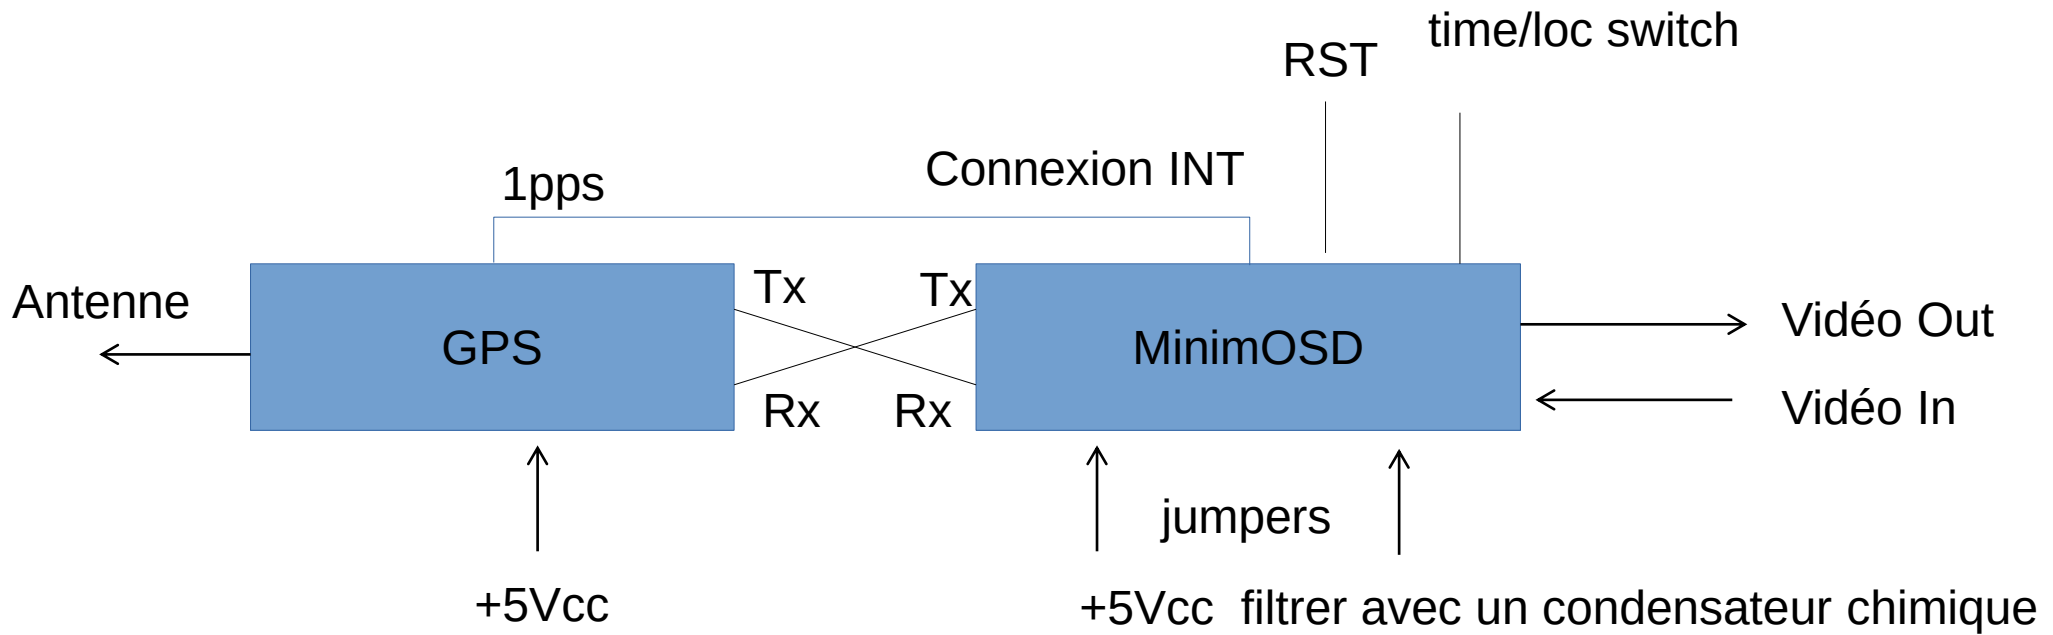 time/loc switch
RST
Connexion INT
1pps
Antenne
GPS
Tx
Tx
MinimOSD
Vidéo Out
Rx
Rx
Vidéo In
jumpers
+5Vcc
+5Vcc filtrer avec un condensateur chimique